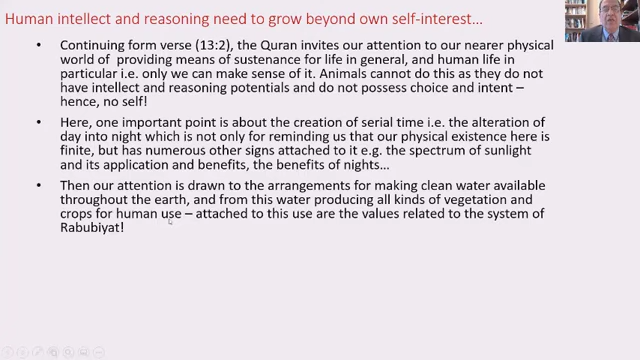 Human intellect and reasoning need to grow beyond own self-interest...
• Continuing form verse (13:2), the Quran invites our attention to our nearer physical
world of providing means of sustenance for life in general, and human life in
particular i.e. only we can make sense of it. Animals cannot do this as they do not
have intellect and reasoning potentials and do not possess choice and intent –
hence, no self!
• Here, one important point is about the creation of serial time i.e. the alteration of
day into night which is not only for reminding us that our physical existence here is
finite, but has numerous other signs attached to it e.g. the spectrum of sunlight
and its application and benefits, the benefits of nights...
• Then our attention is drawn to the arrangements for making clean water available
throughout the earth, and from this water producing all kinds of vegetation and
crops for human use – attached to this use are the values related to the system of
Rabubiyat!